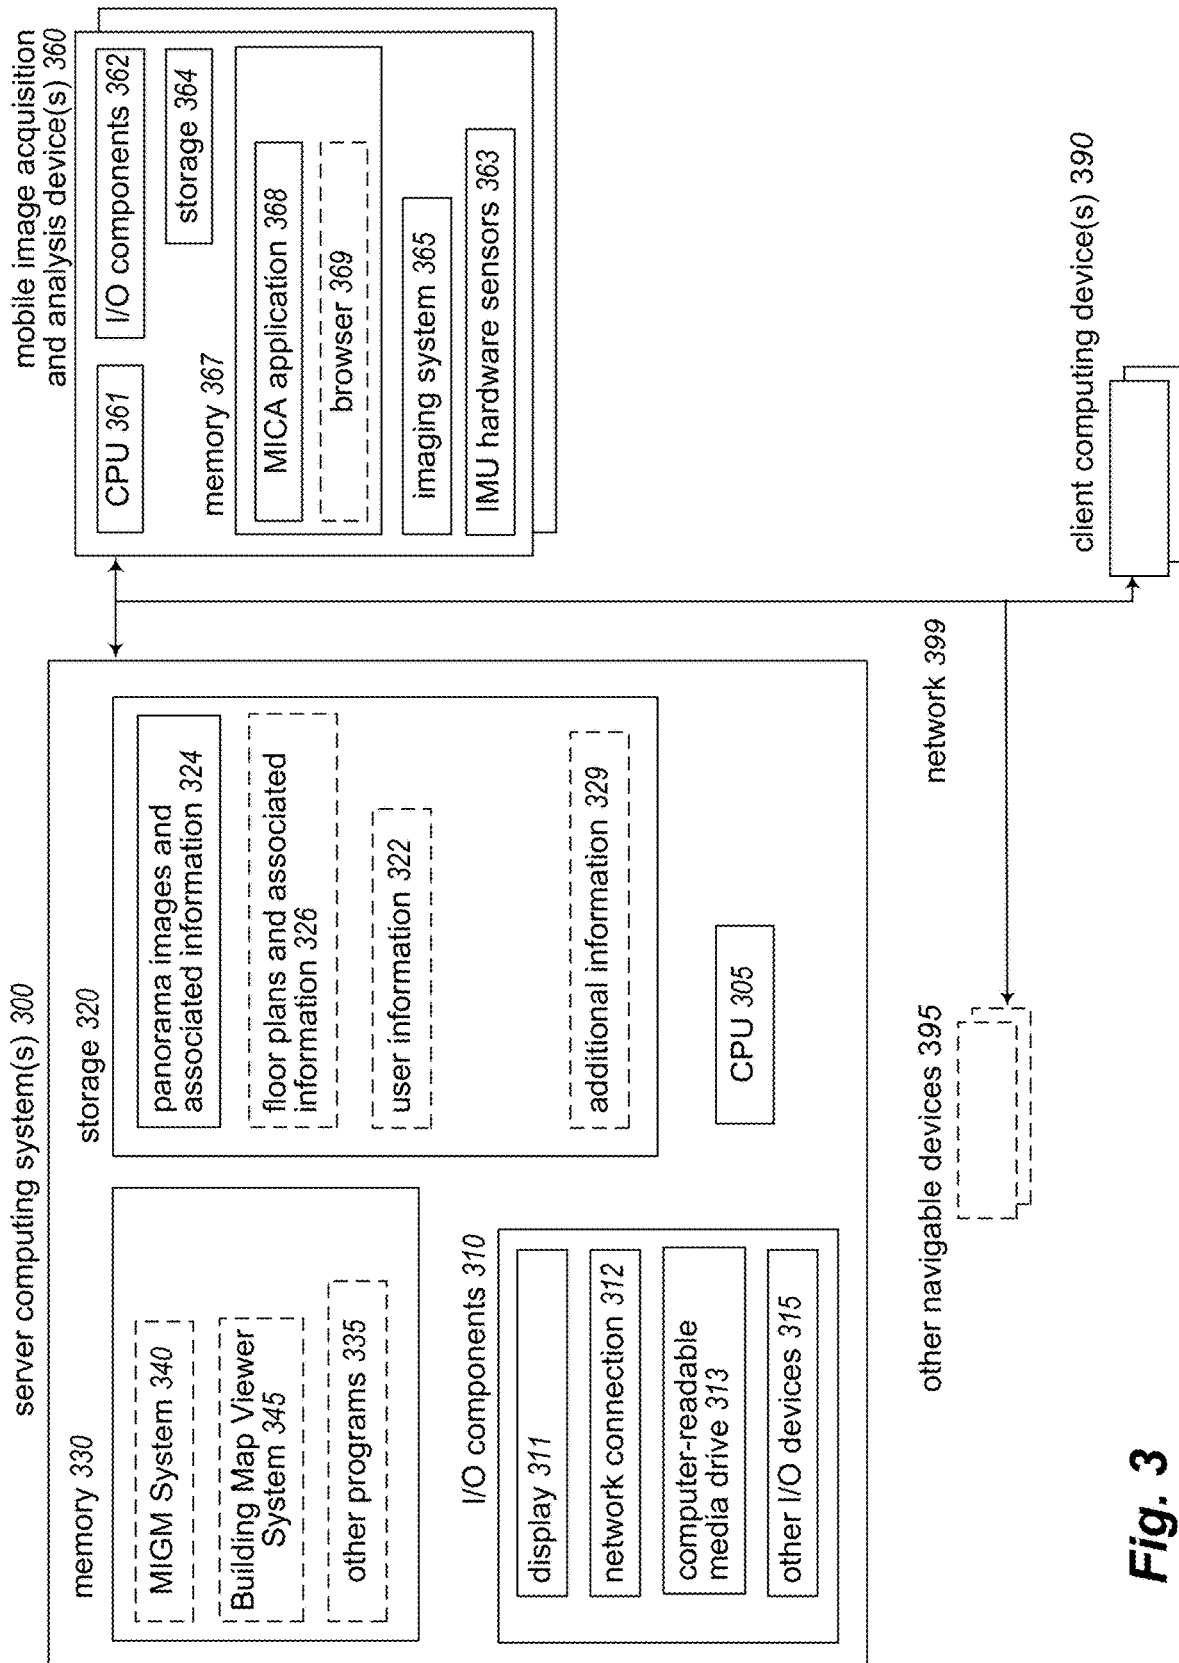 server computing system(s) 300
memory 330
MIGM System 340
Building Map Viewer
System 345
other programs 335
I/O components 310
display 311
network connection 312
computer-readable
media drive 313
other I/O devices 315
storage 320
panorama images and
associated information 324
floor plans and associated
information 326
user information 322
additional information 329
CPU 305
mobile image acquisition
and analysis device(s) 360
CPU 361
I/O components 362
storage 364
memory 367
MICA application 368
browser 369
imaging system 365
IMU hardware sensors 363
network 399
other navigable devices 395
client computing device(s) 390
Fig. 3